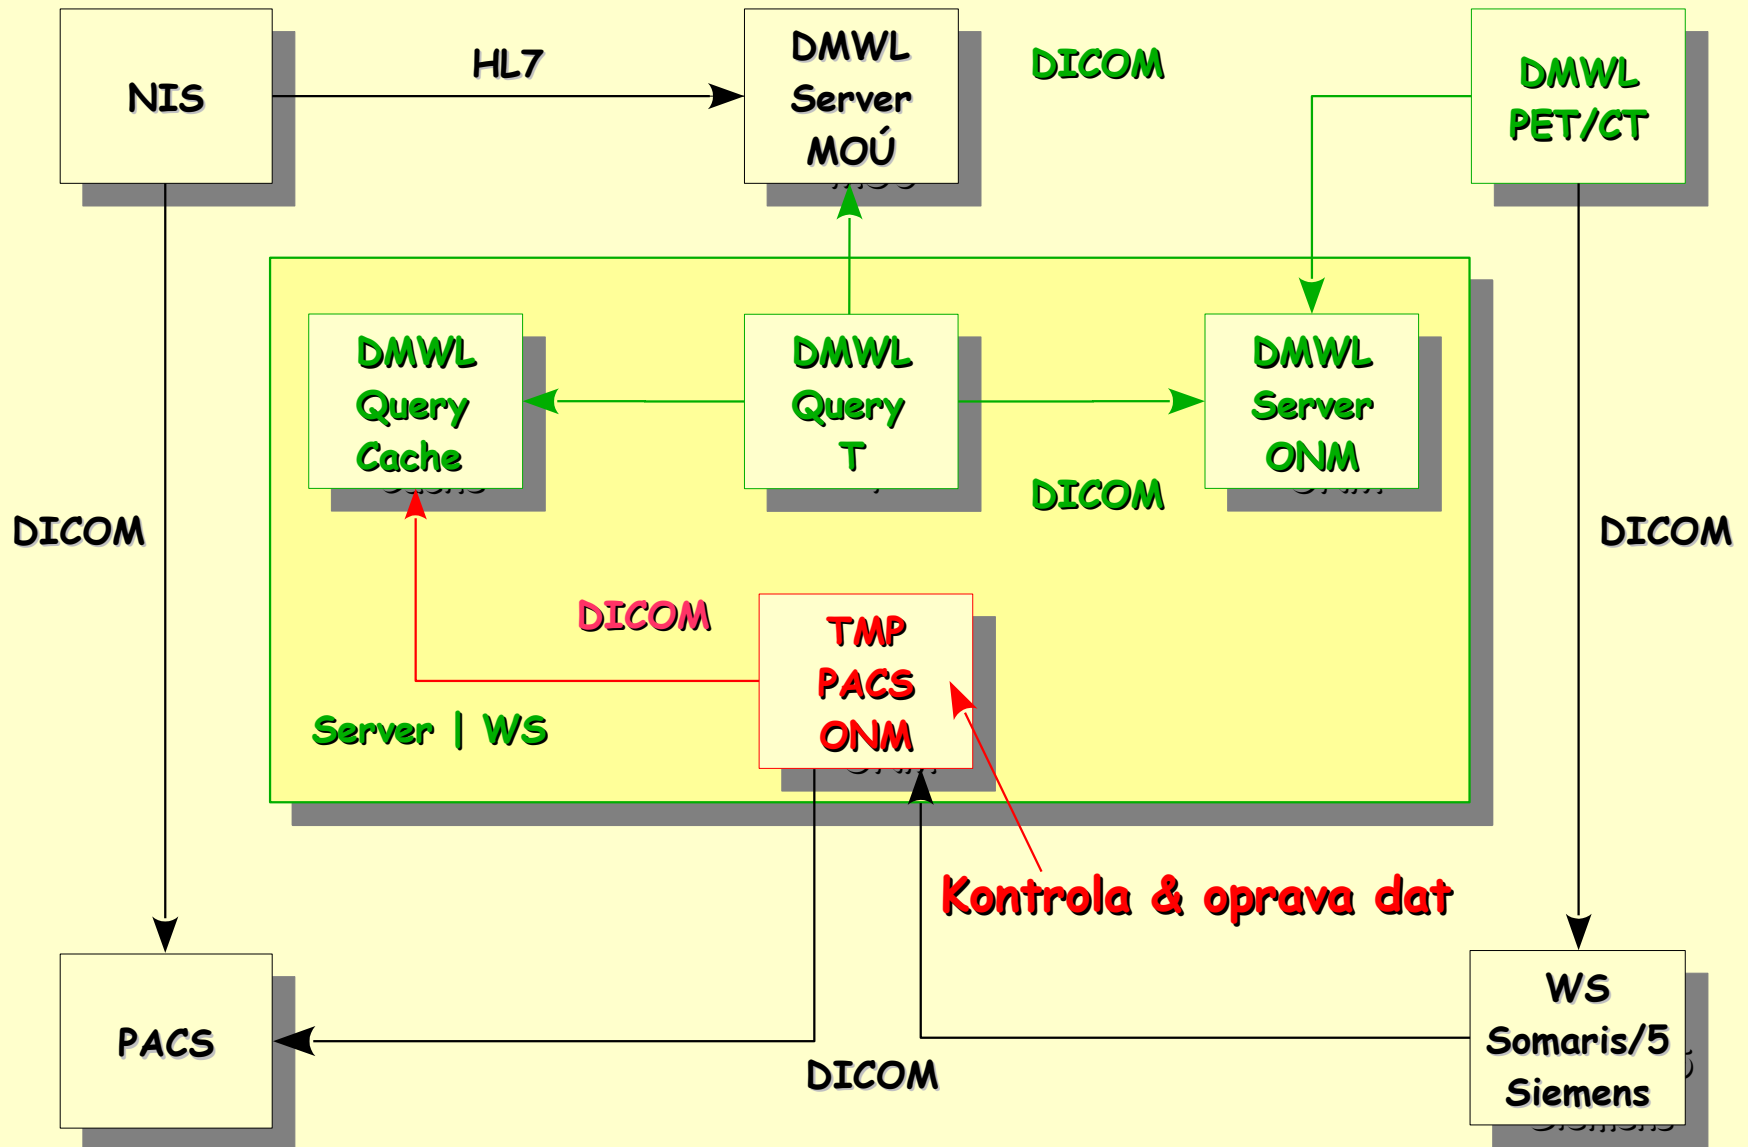 NIS
HL7
DMWL
Server
MOÚ
DICOM
DMWL
PET/CT
DMWL
Query
Cache
DMWL
Query
T
DMWL
Server
ONM
DICOM
DICOM
DICOM
DICOM
TMP
PACS
ONM
Server | WS
Kontrola & oprava dat
PACS
DICOM
WS
Somaris/5
Siemens